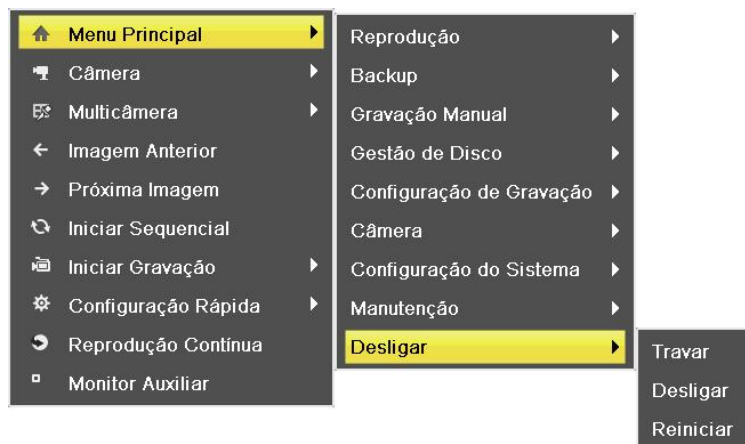 Menu Principal
Câmera
Multicâmera
Imagem Anterior
Próxima Imagem
Iniciar Sequencial
Iniciar Gravação
Configuração Rápida
Reprodução Contínua
Monitor Auxiliar
Reprodução
Backup
Gravação Manual
Gestão de Disco
Configuração de Gravação
Câmera
Configuração do Sistema
Manutenção
Desligar
Travar
Desligar
Reiniciar